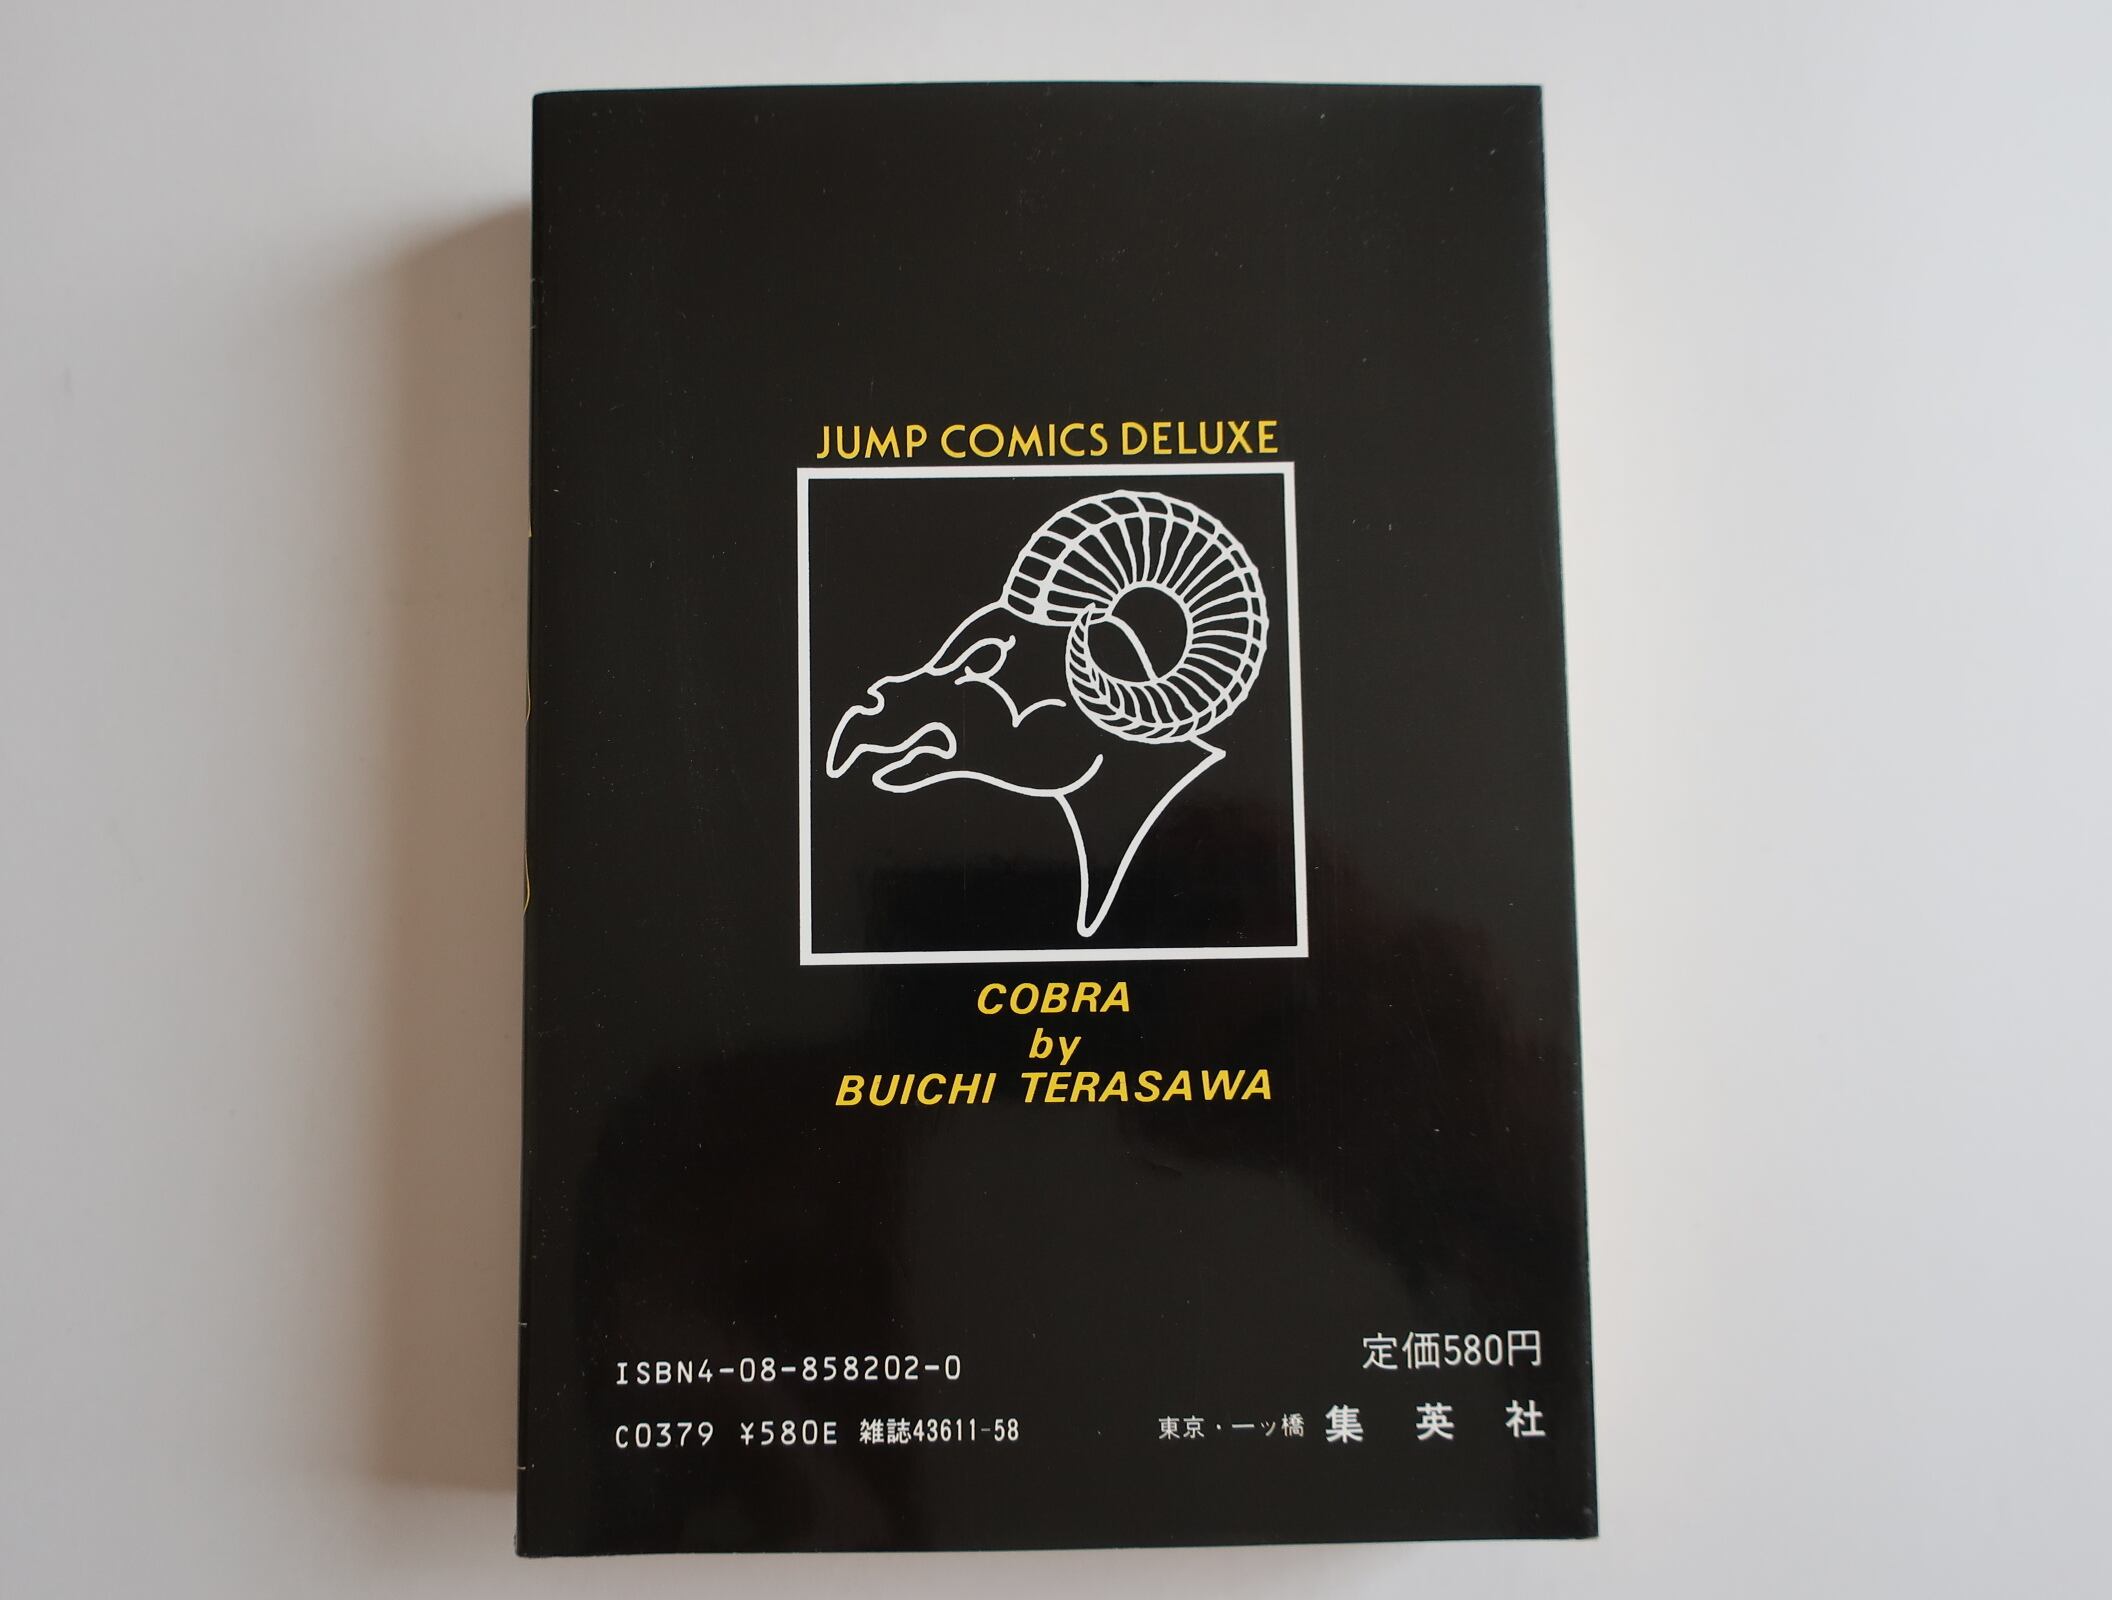 JUMP COMICS DELUXE
COBRA
by
BUICHI TERASAWA
定価580円
ISBN4-08-858202-0
C0379 ¥580E 雑誌43611-58
東京・一ッ橋 集英社